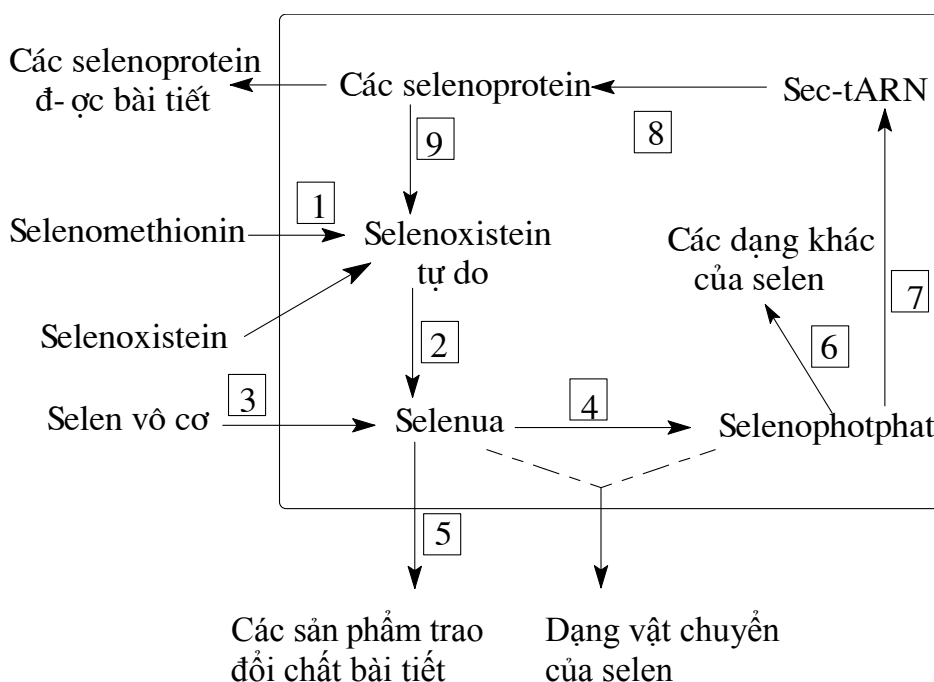 Các selenoprotein
đ- ợc bài tiết
Các selenoprotein
Sec-tARN
9
8
1
Selenomethionin
Selenoxistein
tự do
Các dạng khác
của selen
7
Selenoxistein
2
6
3
4
Selen vô cơ
Selenua
Selenophotphat
5
Các sản phẩm trao
đổi chất bài tiết
Dạng vật chuyển
của selen